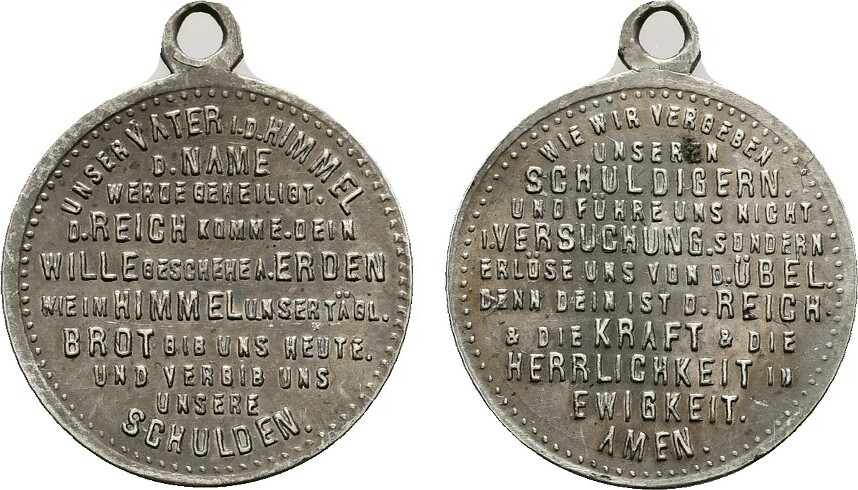 UNSER VATER I.D. HIMMEL
D. NAME
WERDE GEHEILIGT.
D. REICH KOMME. DEIN
WILLE GESCHEHE A. ERDEN
WIE IM HIMMEL UNSER TÄGL.
BROT GIB UNS HEUTE.
UND VERGIB UNS
UNSERE
SCHULDEN.
WIE WIR VERGEBEN
UNSEREN
SCHULDIGERN.
UND FÜHRE UNS NICHT
I. VERSUCHUNG. SONDERN
ERLÖSE UNS VON D. ÜBEL.
DENN DEIN IST D. REICH.
& DIE KRAFT & DIE
HERRLICHKEIT IN
EWIGKEIT.
AMEN.